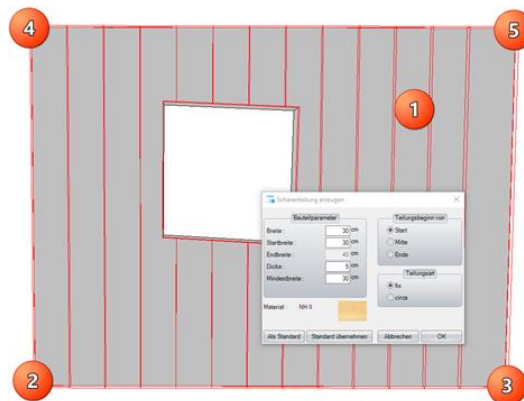 4
5
1
Scharenteilung erzeugen
Bauteilparameter
Teilungsbeginn von
Breite : 30 cm
Start
Startbreite : 30 cm
Mitte
Endbreite : 40 cm
Ende
Dicke : 5 cm
Mindestbreite : 30 cm
Teilungsart
fix
circa
Material : NH II
Als Standard Standard übernehmen Abbrechen OK
2
3